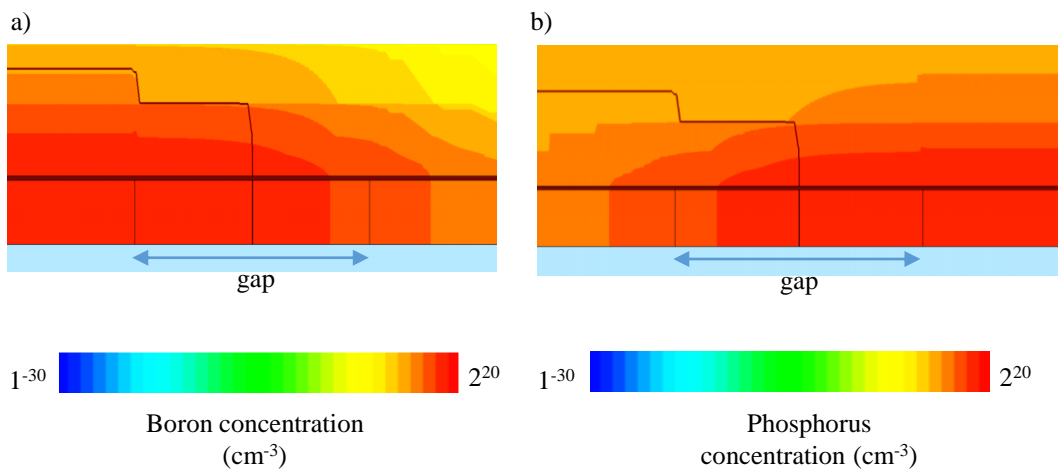 a)
b)
gap
gap
1⁻³⁰
2²⁰
1⁻³⁰
2²⁰
Boron concentration
(cm⁻³)
Phosphorus
concentration (cm⁻³)